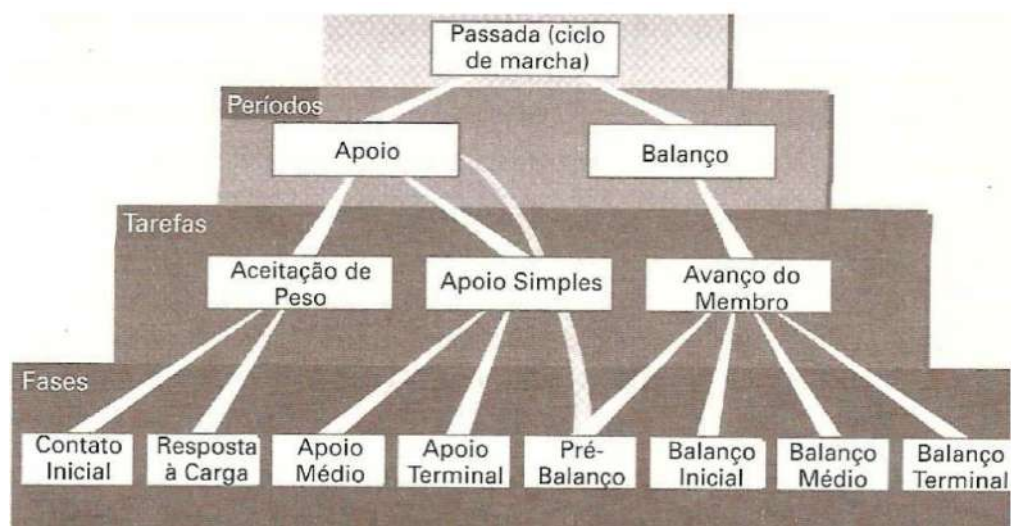 Passada (ciclo
de marcha)
Períodos
Apoio
Balanço
Tarefas
Aceitação de
Peso
Apoio Simples
Avanço do
Membro
Fases
Contato
Inicial
Resposta
à Carga
Apoio
Médio
Apoio
Terminal
Pré-
Balanço
Balanço
Inicial
Balanço
Médio
Balanço
Terminal